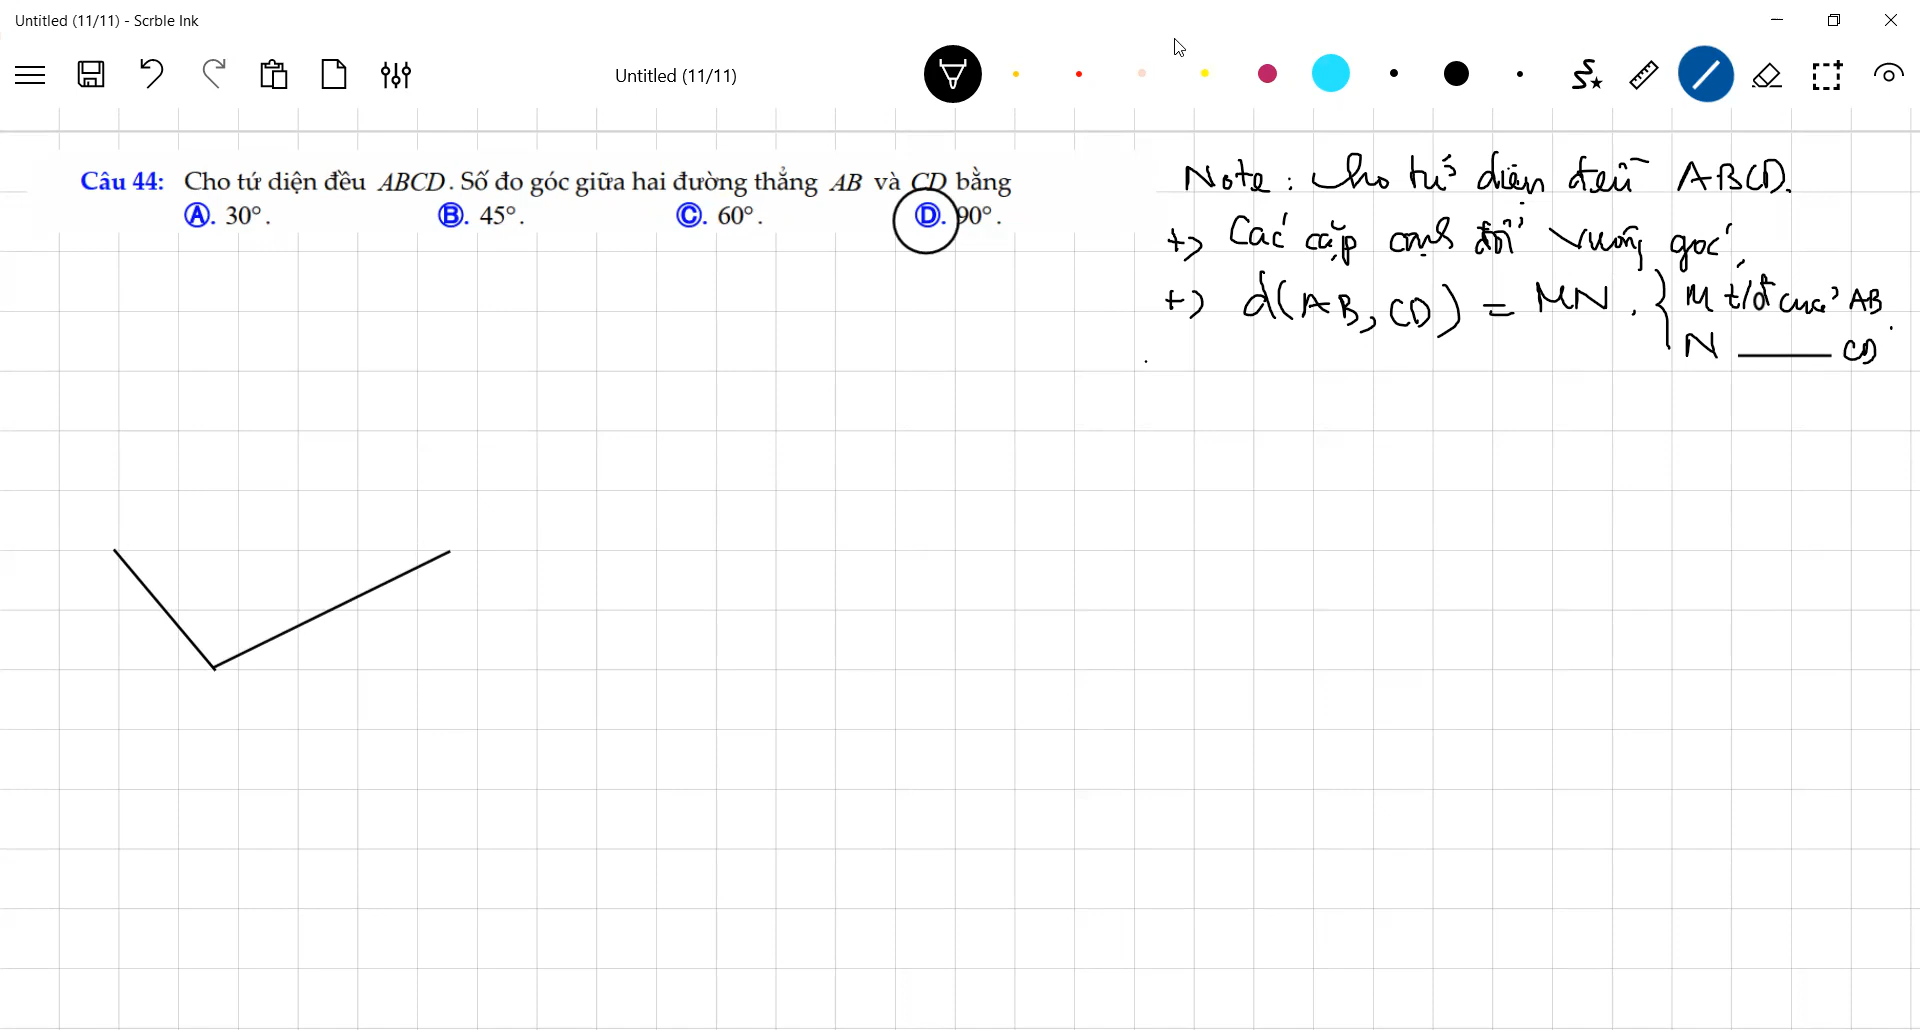 Untitled (11/11) - Scrble Ink
Untitled (11/11)
Câu 44: Cho tứ diện đều ABCD. Số đo góc giữa hai đường thẳng AB và CD bằng
A. 30°. B. 45°. C. 60°. D. 90°.
Note: Cho tứ diện đều ABCD.
+) Các cặp cạnh đối vuông góc.
+) d(AB, CD) = MN. { M t/đ của AB
N ——— CD